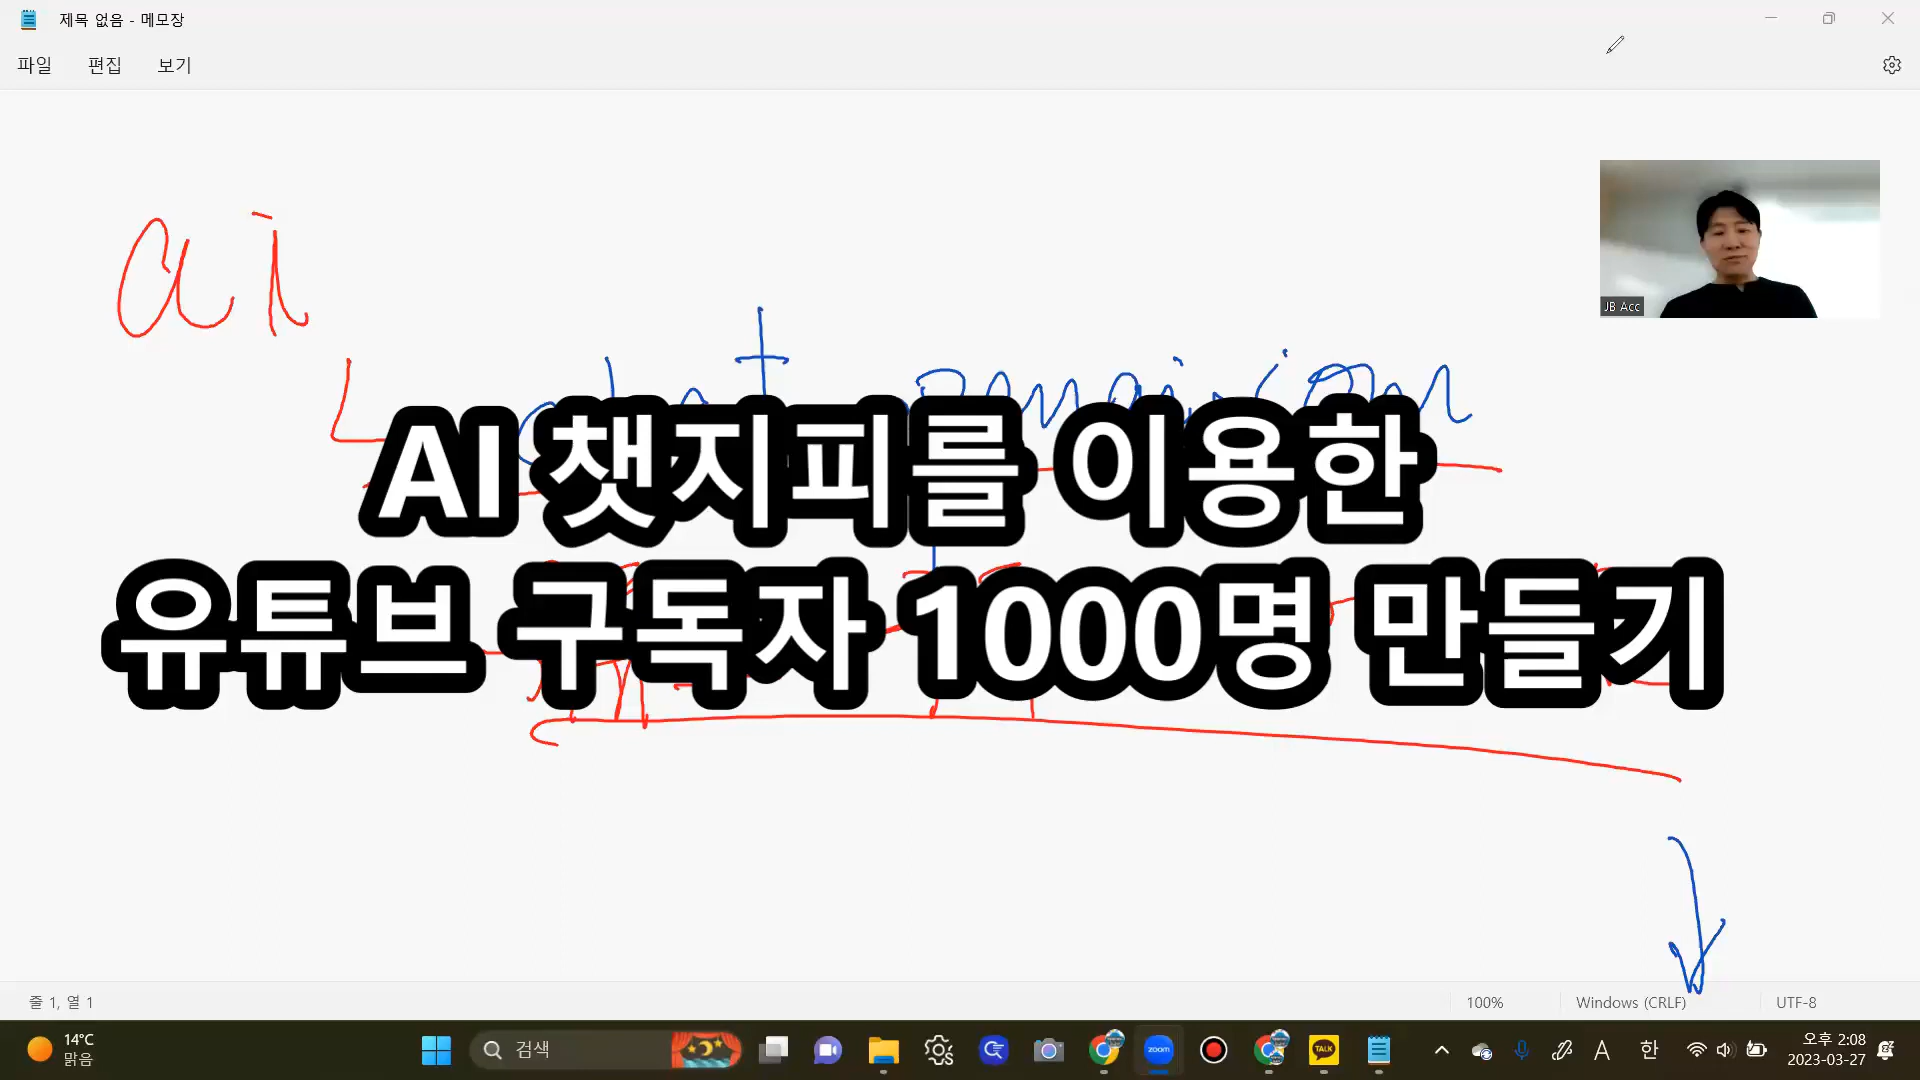 제목 없음 - 메모장
파일 편집 보기
ai
JB Acc
AI 챗지피를 이용한
유튜브 구독자 1000명 만들기
줄 1, 열 1
100%
Windows (CRLF)
UTF-8
14°C
맑음
검색
zoom
TALK
A
한
오후 2:08
2023-03-27